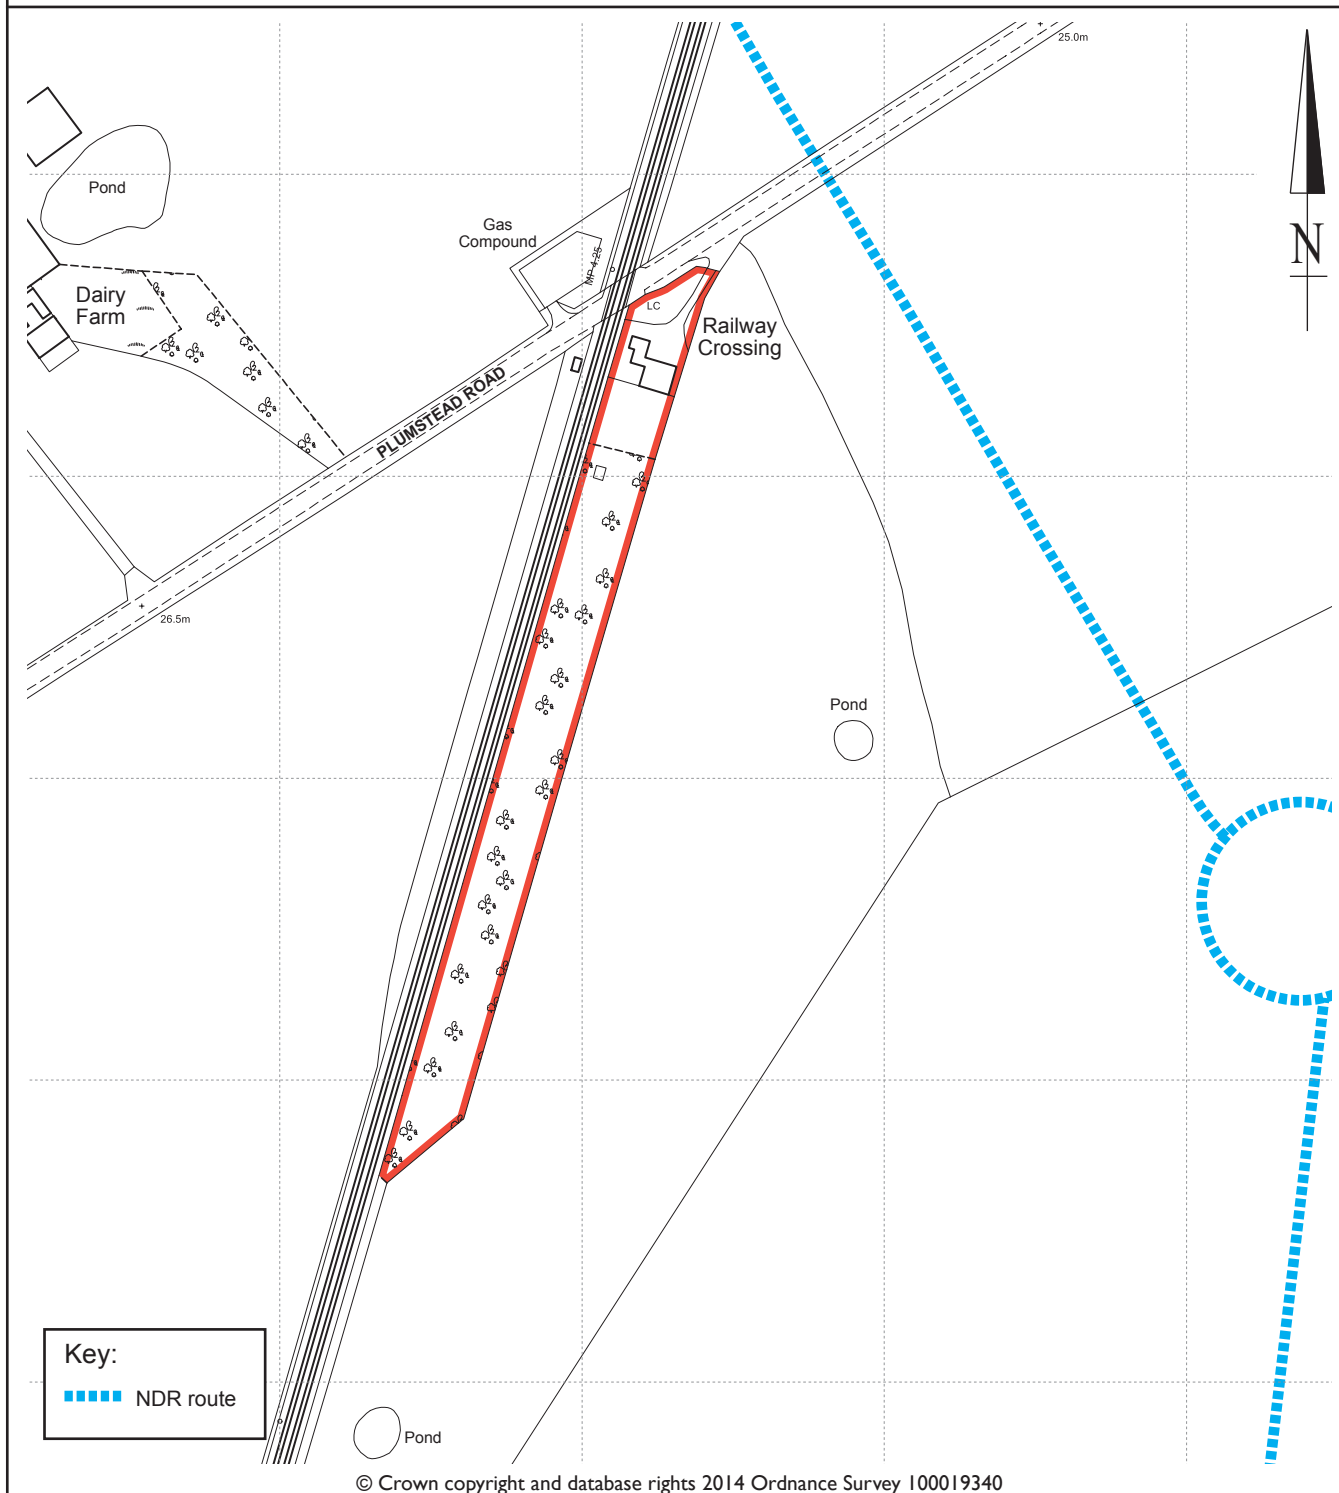 25.0m
Pond
Gas
Compound
MP 4.25
N
Dairy
Farm
LC
Railway
Crossing
PLUMSTEAD ROAD
26.5m
Pond
Key:
NDR route
Pond
© Crown copyright and database rights 2014 Ordnance Survey 100019340